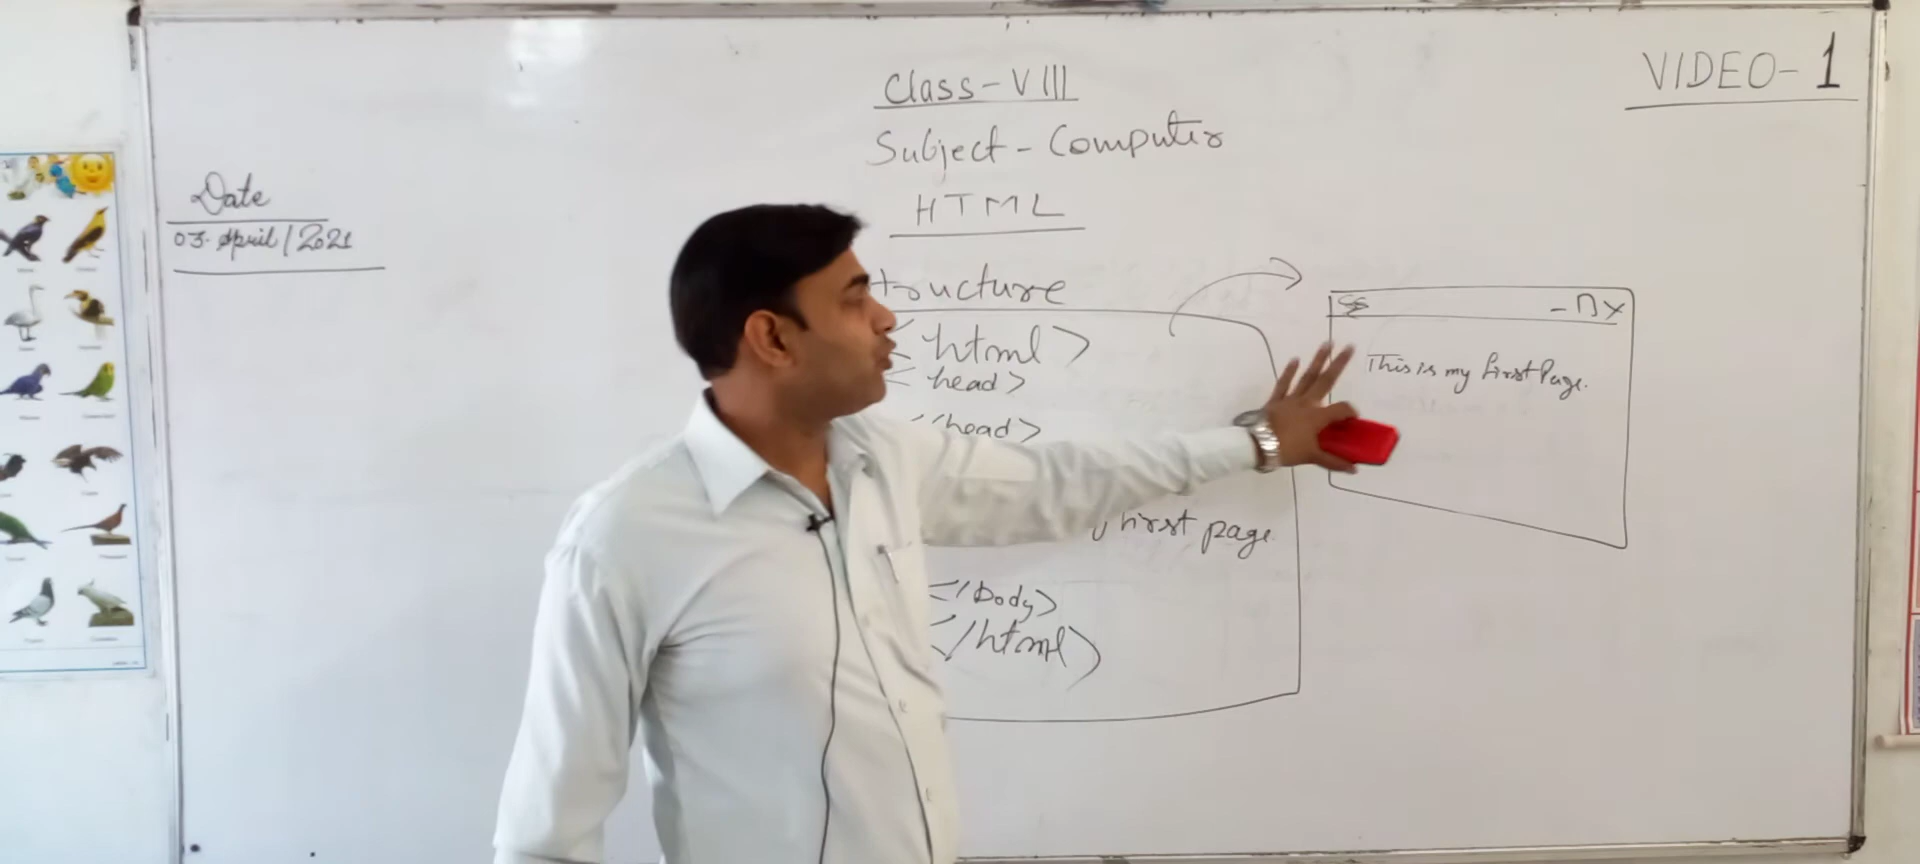 VIDEO-1
Class-VIII
Subject-Computer
HTML
Date
03. April/2021
tructure
<html>
<head>
</head>
first page
</body>
</html>
- x
This is my first Page.